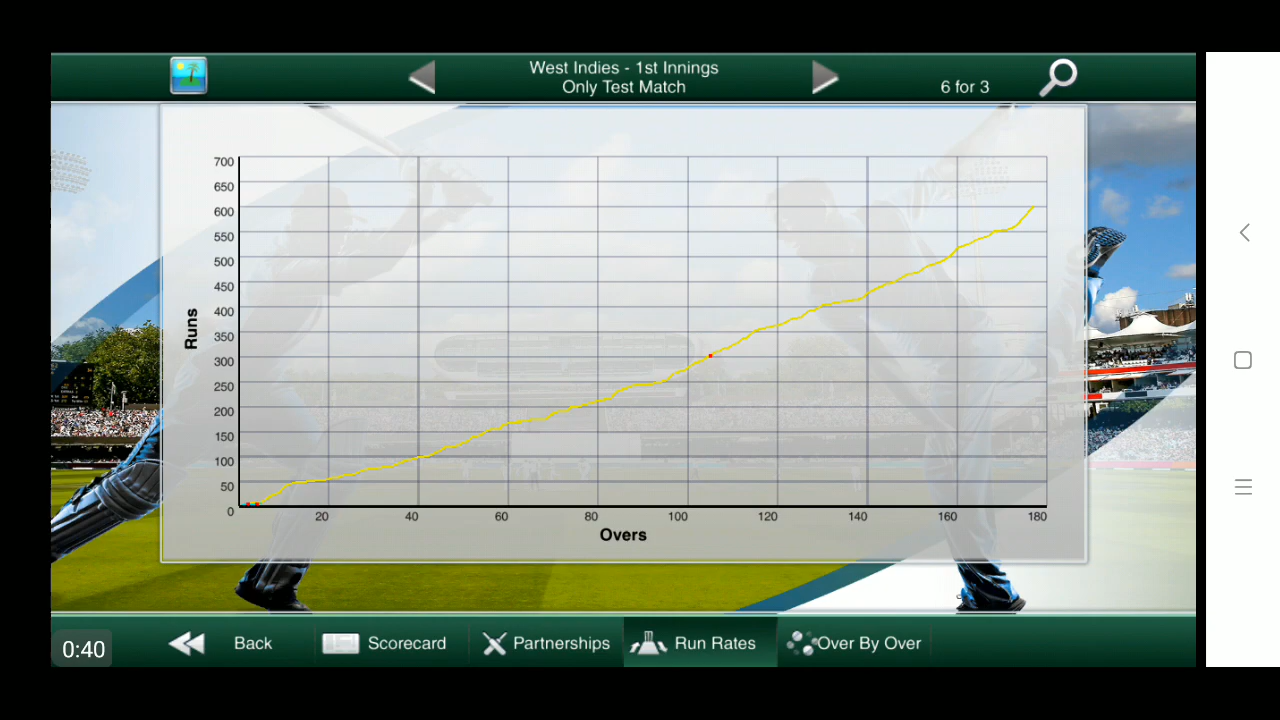 West Indies - 1st Innings
Only Test Match
6 for 3
700
650
600
550
500
450
400
350
300
250
200
150
100
50
0
Runs
20 40 60 80 100 120 140 160 180
Overs
0:40
Back Scorecard Partnerships Run Rates Over By Over